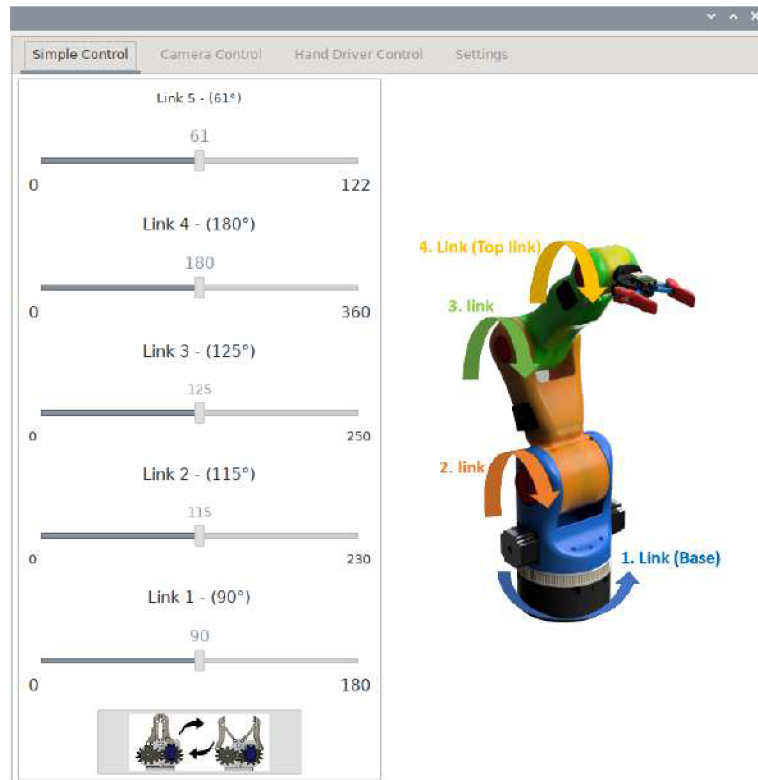 Simple Control Camera Control Hand Driver Control Settings
Link 5 - (61°)
61
0 122
Link 4 - (180°)
180
0 360
Link 3 - (125°)
125
0 250
Link 2 - (115°)
115
0 230
Link 1 - (90°)
90
0 180
4. Link (Top link)
3. link
2. link
1. Link (Base)